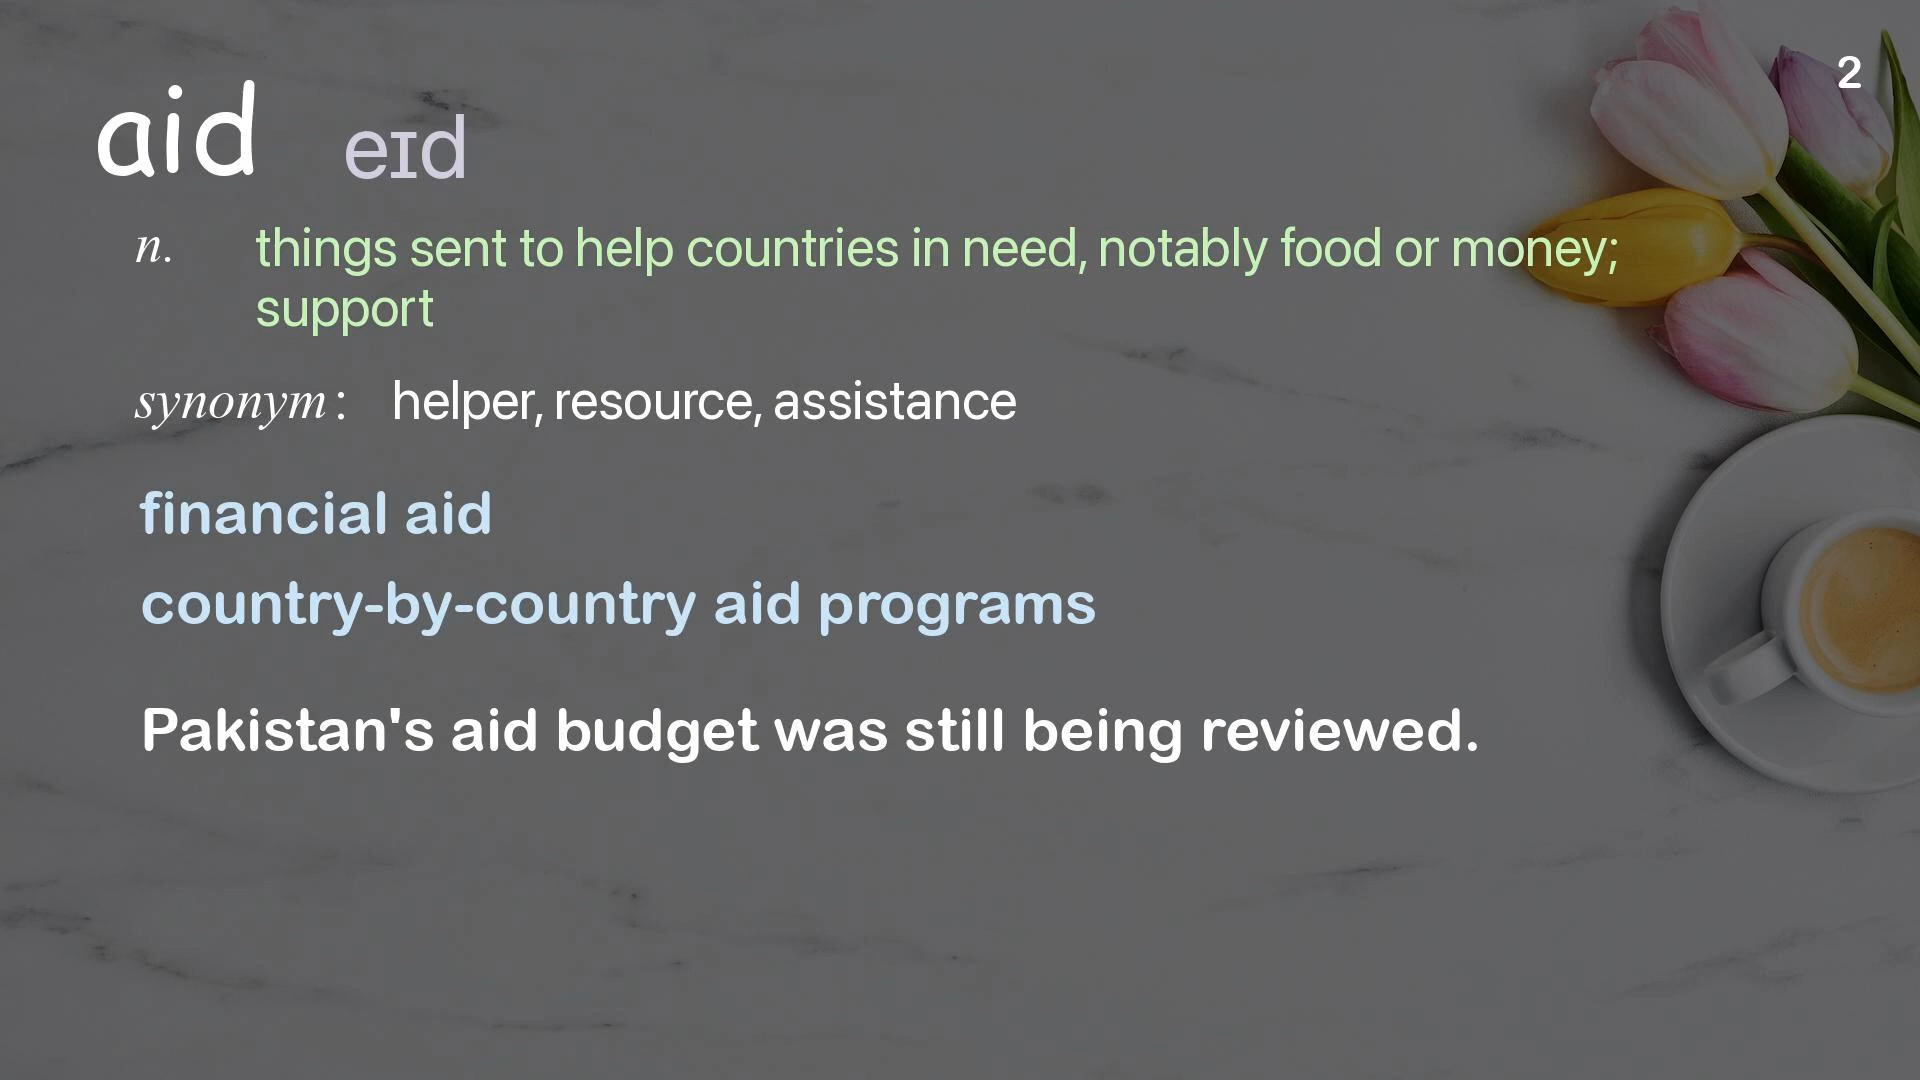 2
aid eɪd
n. things sent to help countries in need, notably food or money;
support
synonym: helper, resource, assistance
financial aid
country-by-country aid programs
Pakistan's aid budget was still being reviewed.